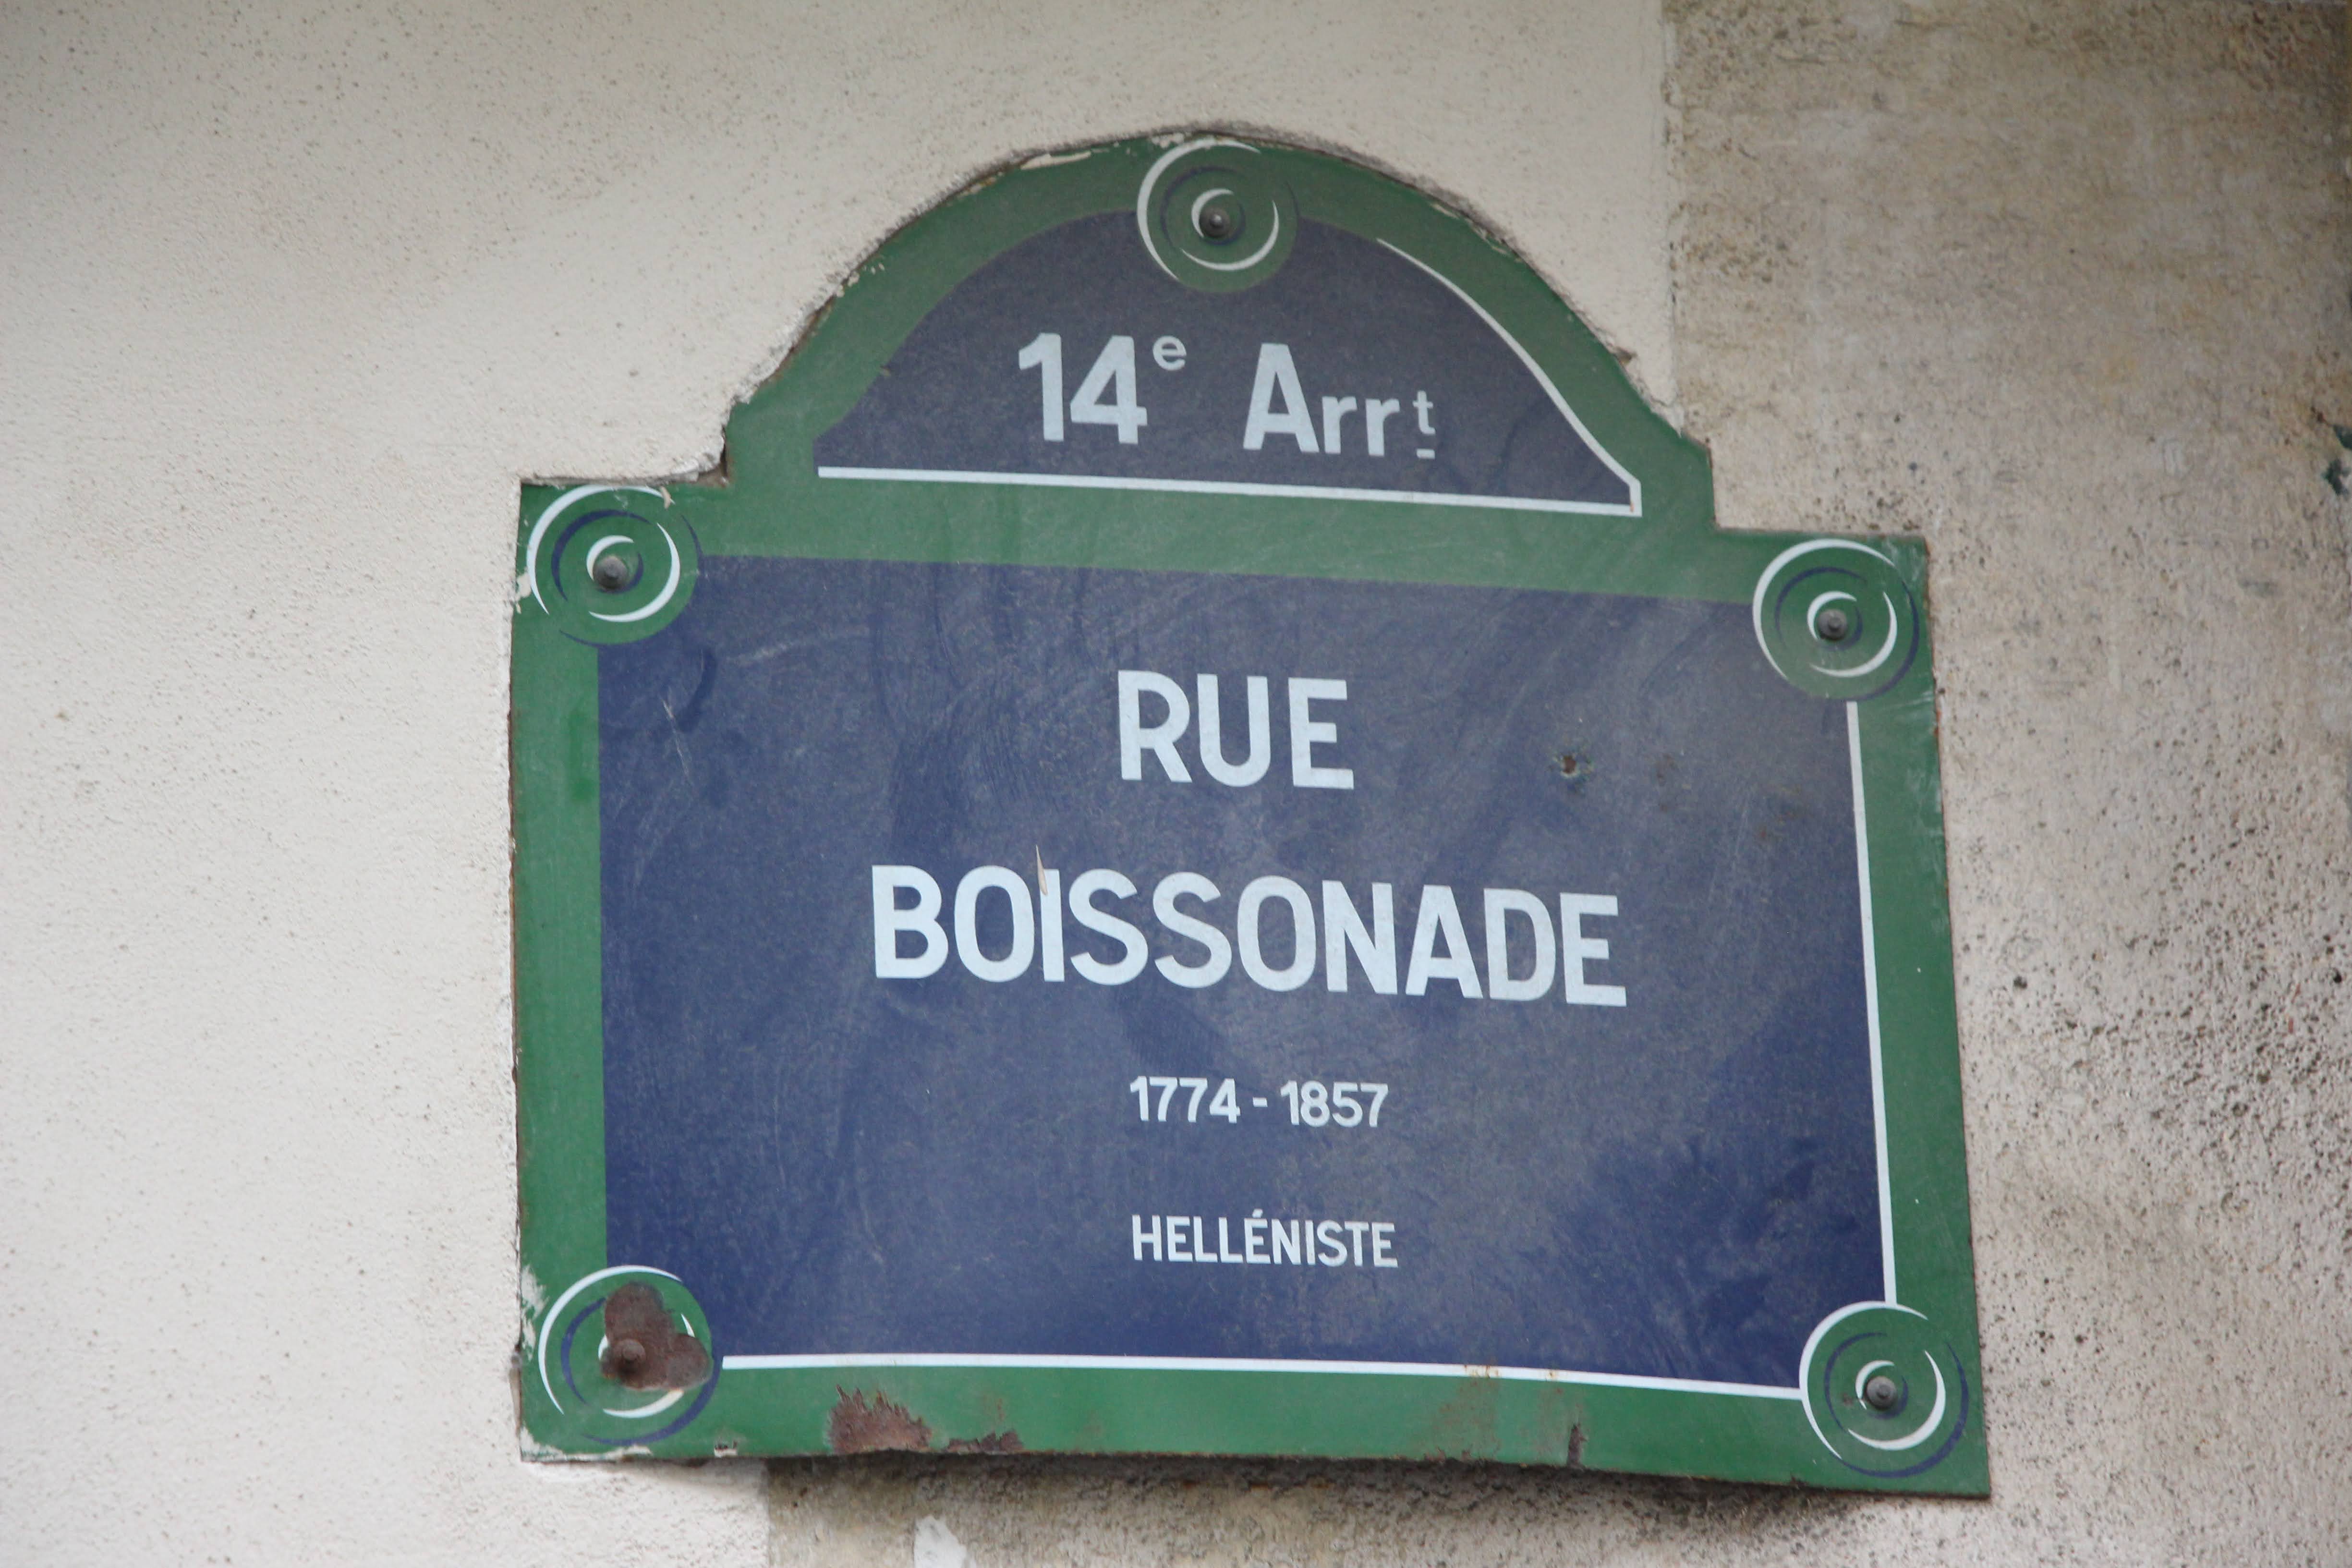 14e Arrt
RUE
BOISSONADE
1774 - 1857
HELLÉNISTE